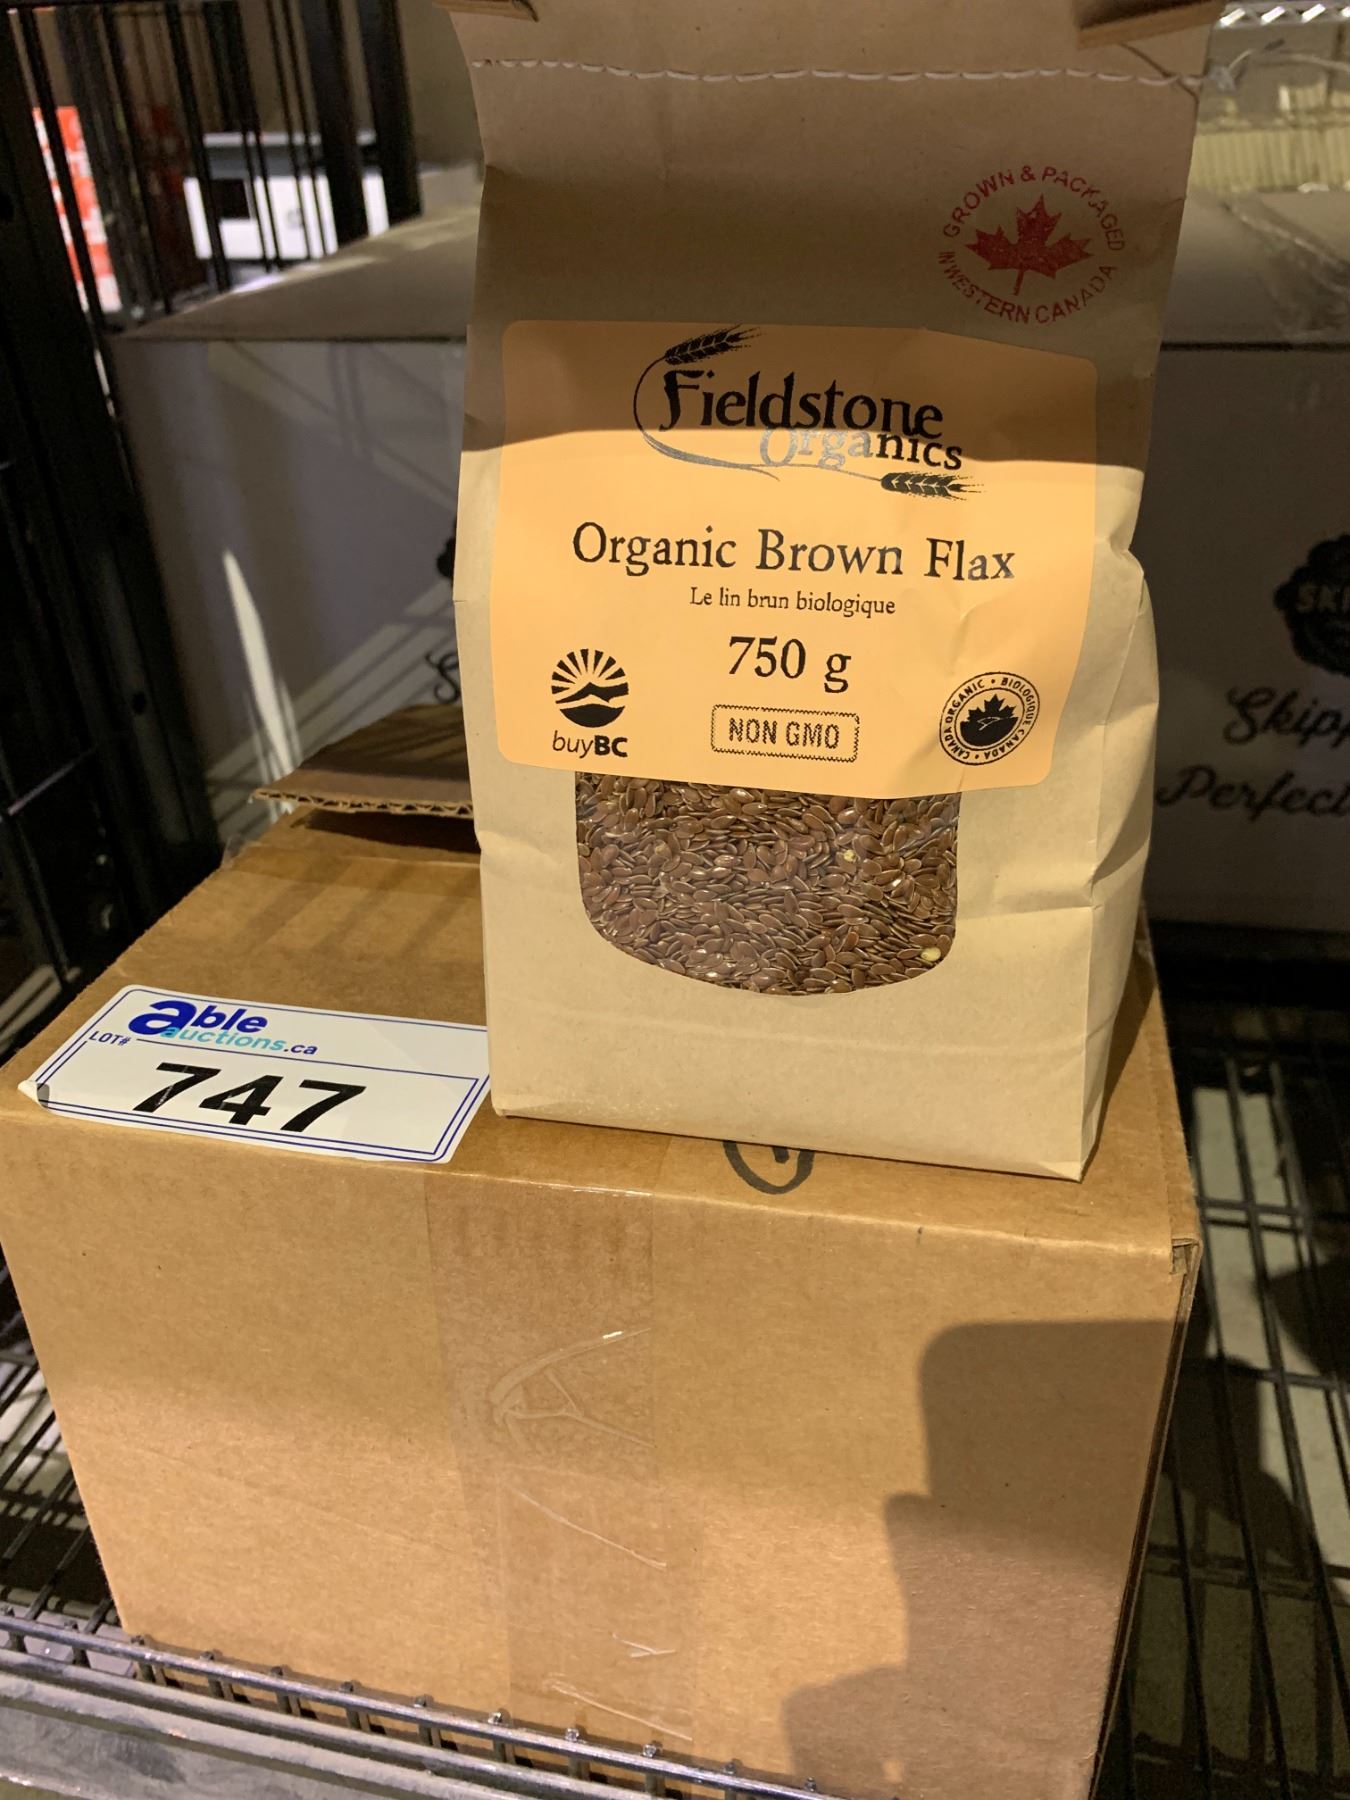 GROWN & PACKAGED
IN WESTERN CANADA
Fieldstone
Organics
Organic Brown Flax
Le lin brun biologique
750 g
buyBC
NON GMO
CANADA ORGANIC • BIOLOGIQUE CANADA •
able
auctions.ca
LOT#
747
Perfect